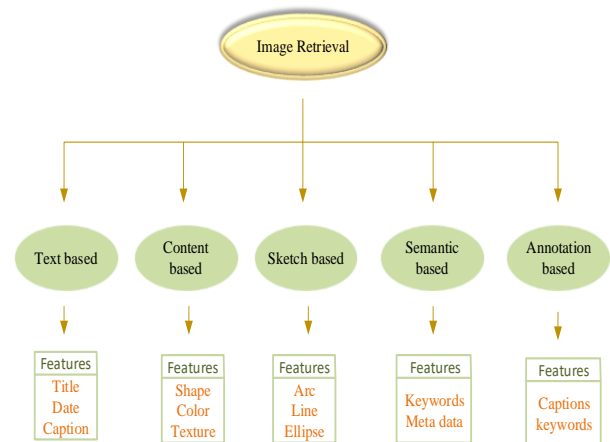 Image Retrieval
Text based
Content
based
Sketch based
Semantic
based
Annotation
based
Features
Title
Date
Caption
Features
Shape
Color
Texture
Features
Arc
Line
Ellipse
Features
Keywords
Meta data
Features
Captions
keywords